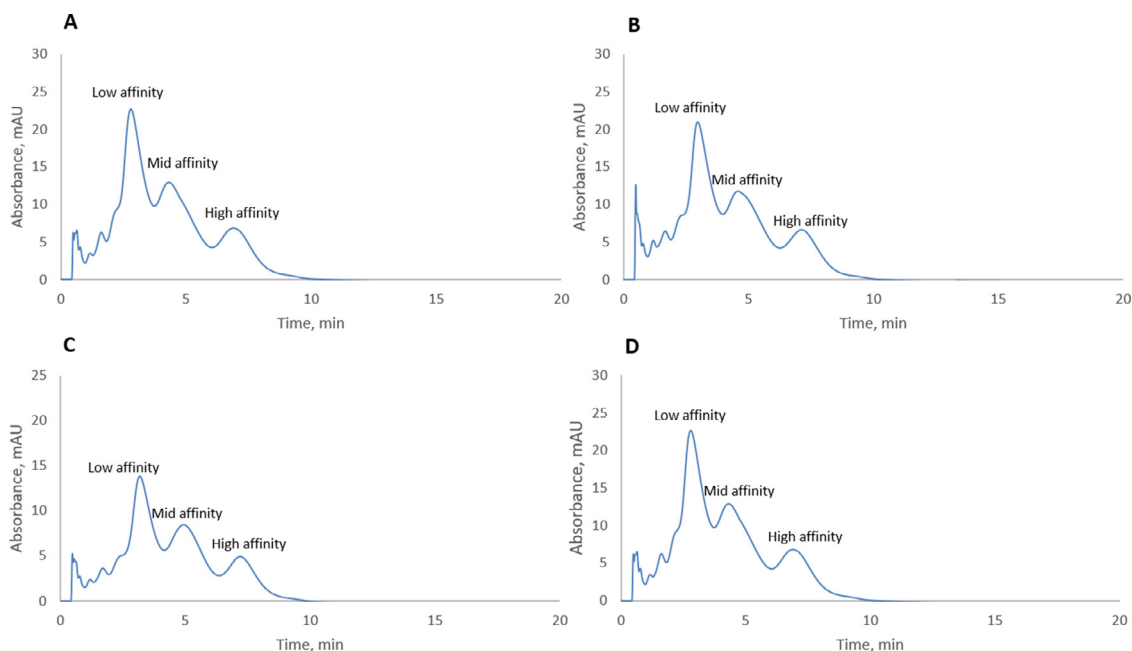 A
30
25
20
15
10
5
0
Absorbance, mAU
Low affinity
Mid affinity
High affinity
0 5 10 15 20
Time, min
B
30
25
20
15
10
5
0
Absorbance, mAU
Low affinity
Mid affinity
High affinity
0 5 10 15 20
Time, min
C
25
20
15
10
5
0
Absorbance, mAU
Low affinity
Mid affinity
High affinity
0 5 10 15 20
Time, min
D
30
25
20
15
10
5
0
Absorbance, mAU
Low affinity
Mid affinity
High affinity
0 5 10 15 20
Time, min